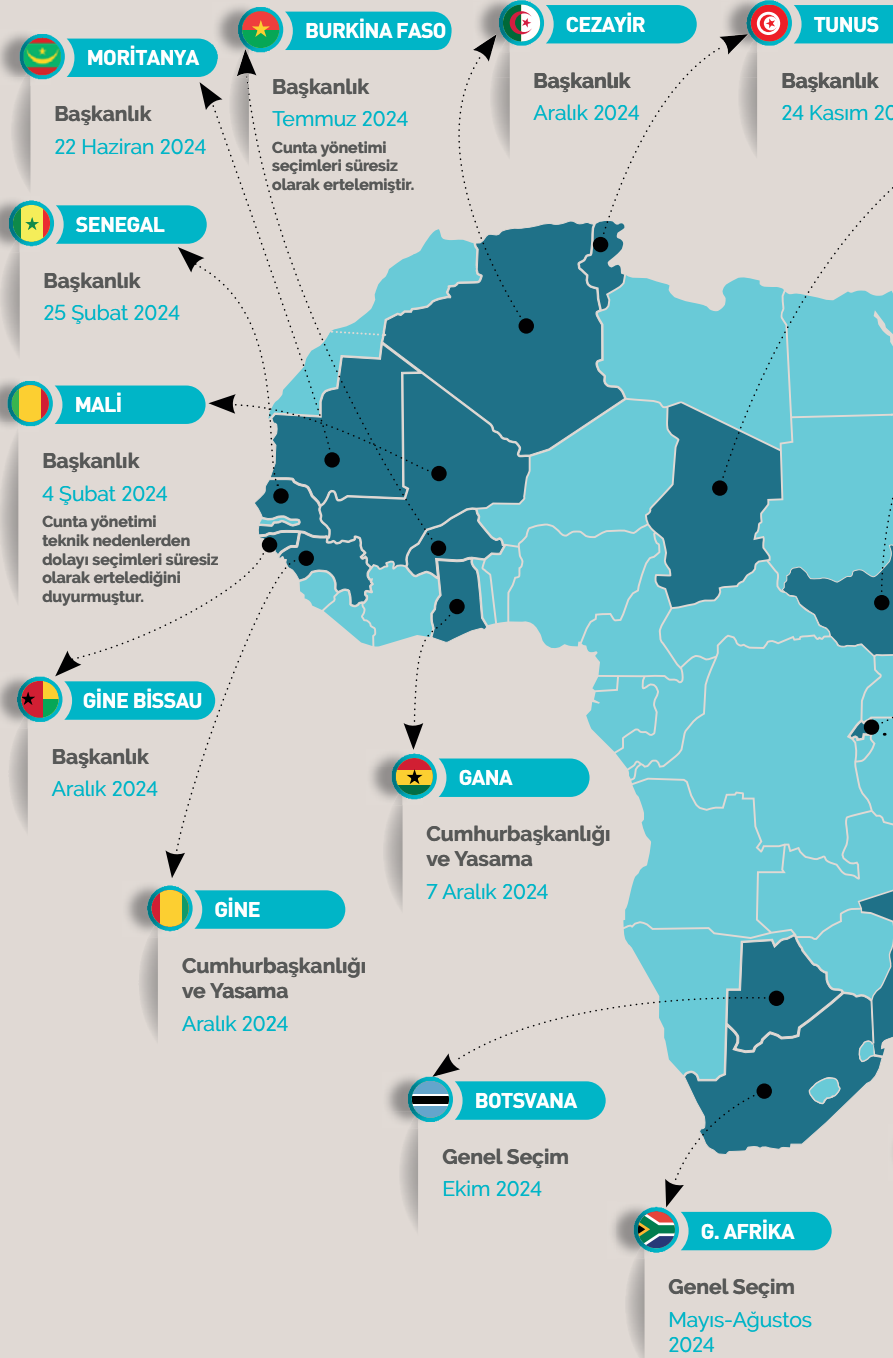 MORİTANYA
Başkanlık
22 Haziran 2024
BURKİNA FASO
Başkanlık
Temmuz 2024
Cunta yönetimi
seçimleri süresiz
olarak ertelemiştir.
CEZAYİR
Başkanlık
Aralık 2024
TUNUS
Başkanlık
24 Kasım 20
SENEGAL
Başkanlık
25 Şubat 2024
MALİ
Başkanlık
4 Şubat 2024
Cunta yönetimi
teknik nedenlerden
dolayı seçimleri süresiz
olarak ertelediğini
duyurmuştur.
GİNE BİSSAU
Başkanlık
Aralık 2024
GANA
Cumhurbaşkanlığı
ve Yasama
7 Aralık 2024
GİNE
Cumhurbaşkanlığı
ve Yasama
Aralık 2024
BOTSVANA
Genel Seçim
Ekim 2024
G. AFRİKA
Genel Seçim
Mayıs-Ağustos
2024